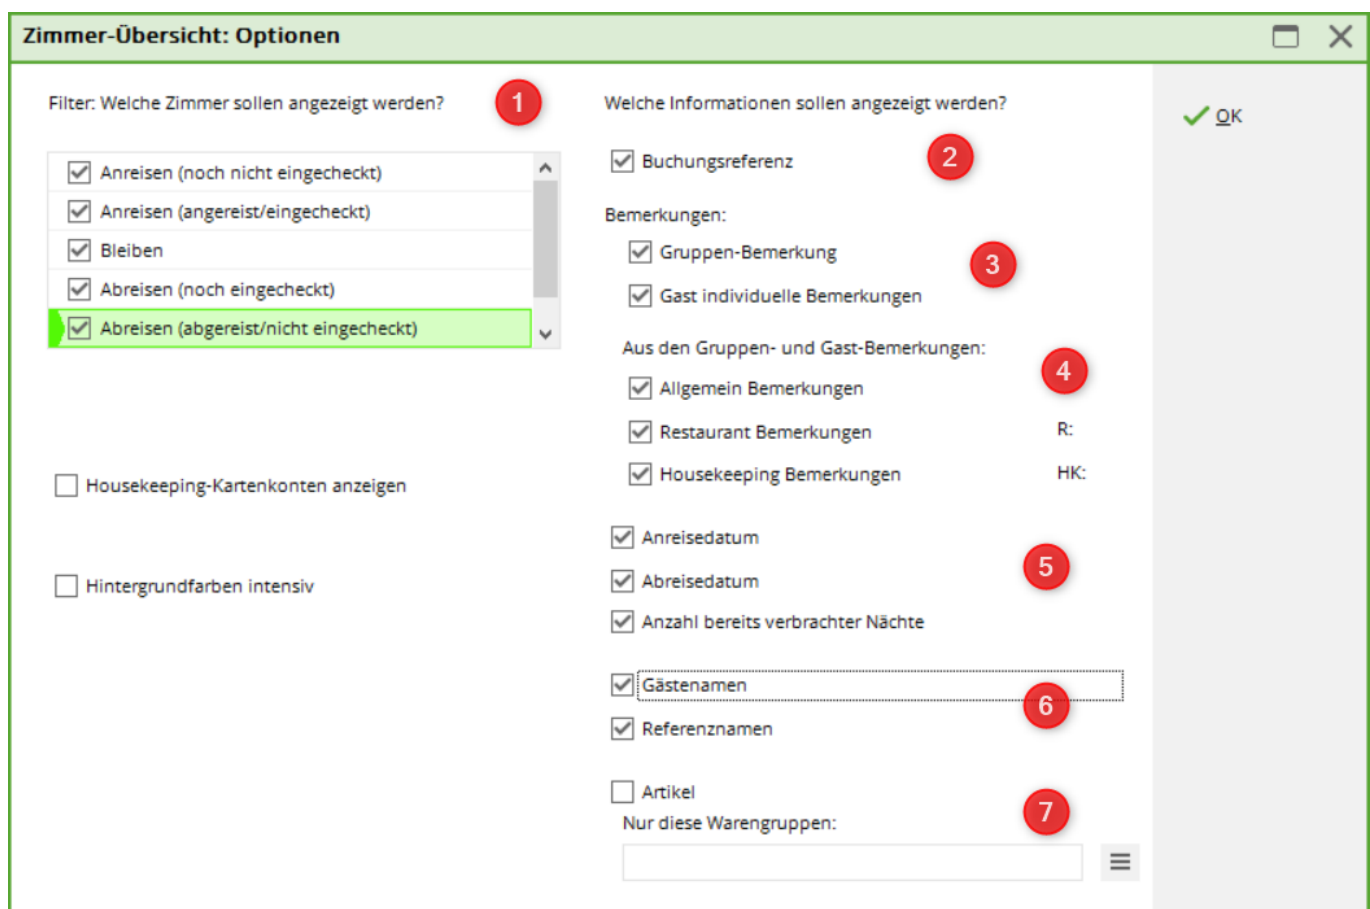 Zimmer-Übersicht: Optionen
Filter: Welche Zimmer sollen angezeigt werden?
1
Anreisen (noch nicht eingecheckt)
Anreisen (angereist/eingecheckt)
Bleiben
Abreisen (noch eingecheckt)
Abreisen (abgereist/nicht eingecheckt)
Housekeeping-Kartenkonten anzeigen
Hintergrundfarben intensiv
Welche Informationen sollen angezeigt werden?
Buchungsreferenz
2
Bemerkungen:
Gruppen-Bemerkung
3
Gast individuelle Bemerkungen
Aus den Gruppen- und Gast-Bemerkungen:
4
Allgemein Bemerkungen
Restaurant Bemerkungen R:
Housekeeping Bemerkungen HK:
Anreisedatum
5
Abreisedatum
Anzahl bereits verbrachter Nächte
Gästenamen
6
Referenznamen
Artikel
7
Nur diese Warengruppen:
OK